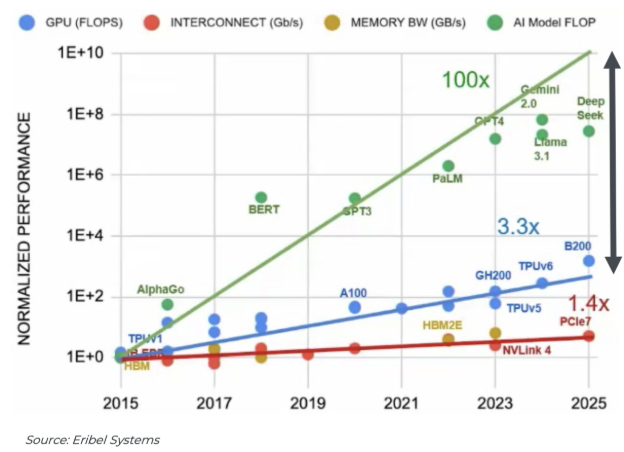 GPU (FLOPS) INTERCONNECT (Gb/s) MEMORY BW (GB/s) AI Model FLOP
NORMALIZED PERFORMANCE
1E+10
1E+8
1E+6
1E+4
1E+2
1E+0
100x
Gemini
2.0
Deep
Seek
GPT4
Llama
3.1
PaLM
BERT
GPT3
3.3x
B200
AlphaGo
A100
GH200
TPUv6
1.4x
TPUv5
PCIe7
HBM2E
TPUV1
NVLink 4
HBM
2015 2017 2019 2021 2023 2025
Source: Eribel Systems